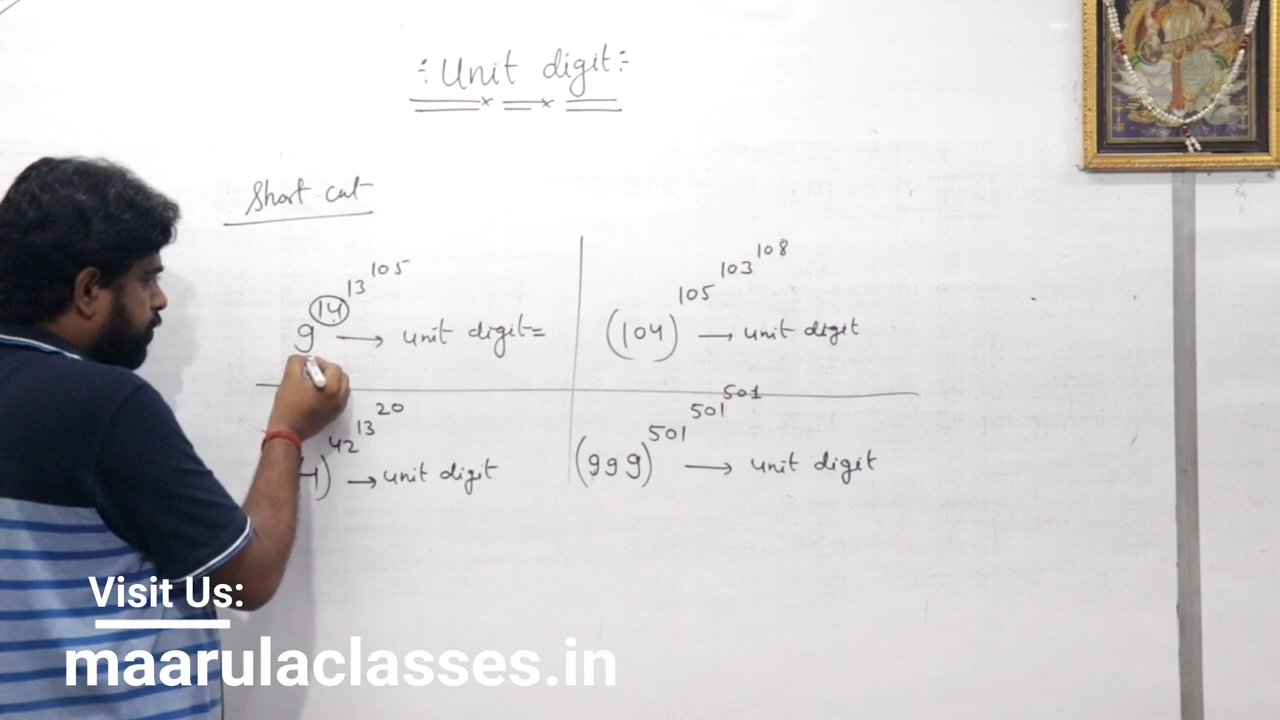 ÷ Unit digit ÷
Short cut
9^14^13^105 → unit digit=
(104)^105^103^108 → unit digit
4)^42^13^20 → unit digit
(999)^501^501^501 → unit digit
Visit Us:
maarulaclasses.in